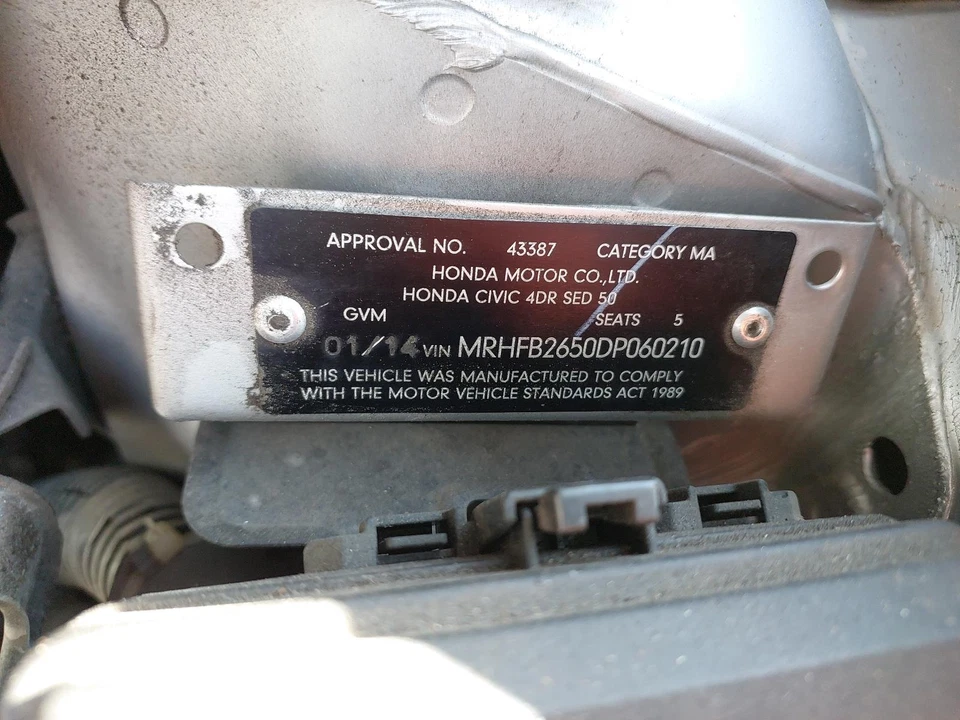 APPROVAL NO. 43387 CATEGORY MA
HONDA MOTOR CO.,LTD.
HONDA CIVIC 4DR SED 50
GVM SEATS 5
01/14 VIN MRHFB2650DP060210
THIS VEHICLE WAS MANUFACTURED TO COMPLY
WITH THE MOTOR VEHICLE STANDARDS ACT 1989